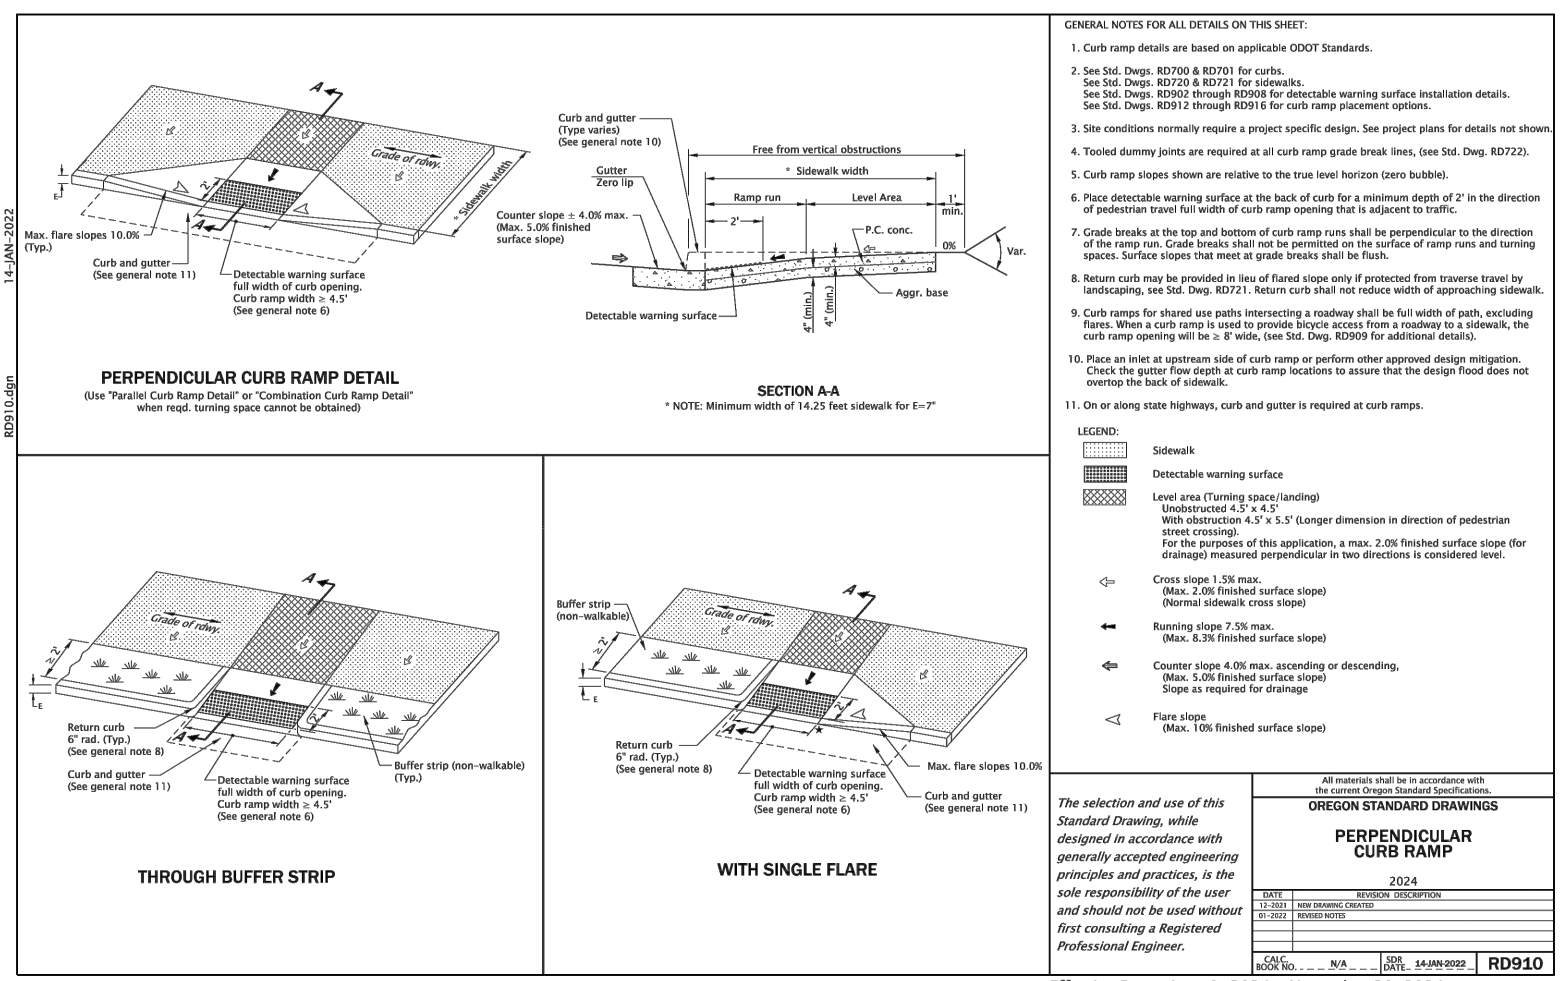 14-JAN-2022
RD910.dgn
A
Grade of rdwy.
* Sidewalk width
2'
E
A
Max. flare slopes 10.0%
(Typ.)
Curb and gutter
(See general note 11)
Detectable warning surface
full width of curb opening.
Curb ramp width ≥ 4.5'
(See general note 6)
PERPENDICULAR CURB RAMP DETAIL
(Use "Parallel Curb Ramp Detail" or "Combination Curb Ramp Detail"
when reqd. turning space cannot be obtained)
Curb and gutter
(Type varies)
(See general note 10)
Free from vertical obstructions
Gutter
Zero lip
* Sidewalk width
Ramp run
Level Area
1'
min.
Counter slope ± 4.0% max.
(Max. 5.0% finished
surface slope)
2'
P.C. conc.
0%
Var.
Aggr. base
Detectable warning surface
4" (min.)
4" (min.)
SECTION A-A
* NOTE: Minimum width of 14.25 feet sidewalk for E=7"
A
Grade of rdwy.
≥ 2'
E
2'
A
Return curb
6" rad. (Typ.)
(See general note 8)
Curb and gutter
(See general note 11)
Detectable warning surface
full width of curb opening.
Curb ramp width ≥ 4.5'
(See general note 6)
Buffer strip (non-walkable)
(Typ.)
THROUGH BUFFER STRIP
A
Buffer strip
(non-walkable)
Grade of rdwy.
≥ 2'
E
2'
A
Return curb
6" rad. (Typ.)
(See general note 8)
Max. flare slopes 10.0%
Detectable warning surface
full width of curb opening.
Curb ramp width ≥ 4.5'
(See general note 6)
Curb and gutter
(See general note 11)
WITH SINGLE FLARE
GENERAL NOTES FOR ALL DETAILS ON THIS SHEET:
1. Curb ramp details are based on applicable ODOT Standards.
2. See Std. Dwgs. RD700 & RD701 for curbs.
See Std. Dwgs. RD720 & RD721 for sidewalks.
See Std. Dwgs. RD902 through RD908 for detectable warning surface installation details.
See Std. Dwgs. RD912 through RD916 for curb ramp placement options.
3. Site conditions normally require a project specific design. See project plans for details not shown.
4. Tooled dummy joints are required at all curb ramp grade break lines, (see Std. Dwg. RD722).
5. Curb ramp slopes shown are relative to the true level horizon (zero bubble).
6. Place detectable warning surface at the back of curb for a minimum depth of 2' in the direction
of pedestrian travel full width of curb ramp opening that is adjacent to traffic.
7. Grade breaks at the top and bottom of curb ramp runs shall be perpendicular to the direction
of the ramp run. Grade breaks shall not be permitted on the surface of ramp runs and turning
spaces. Surface slopes that meet at grade breaks shall be flush.
8. Return curb may be provided in lieu of flared slope only if protected from traverse travel by
landscaping, see Std. Dwg. RD721. Return curb shall not reduce width of approaching sidewalk.
9. Curb ramps for shared use paths intersecting a roadway shall be full width of path, excluding
flares. When a curb ramp is used to provide bicycle access from a roadway to a sidewalk, the
curb ramp opening will be ≥ 8' wide, (see Std. Dwg. RD909 for additional details).
10. Place an inlet at upstream side of curb ramp or perform other approved design mitigation.
Check the gutter flow depth at curb ramp locations to assure that the design flood does not
overtop the back of sidewalk.
11. On or along state highways, curb and gutter is required at curb ramps.
LEGEND:
Sidewalk
Detectable warning surface
Level area (Turning space/landing)
Unobstructed 4.5' x 4.5'
With obstruction 4.5' x 5.5' (Longer dimension in direction of pedestrian
street crossing).
For the purposes of this application, a max. 2.0% finished surface slope (for
drainage) measured perpendicular in two directions is considered level.
Cross slope 1.5% max.
(Max. 2.0% finished surface slope)
(Normal sidewalk cross slope)
Running slope 7.5% max.
(Max. 8.3% finished surface slope)
Counter slope 4.0% max. ascending or descending,
(Max. 5.0% finished surface slope)
Slope as required for drainage
Flare slope
(Max. 10% finished surface slope)
The selection and use of this
Standard Drawing, while
designed in accordance with
generally accepted engineering
principles and practices, is the
sole responsibility of the user
and should not be used without
first consulting a Registered
Professional Engineer.
All materials shall be in accordance with
the current Oregon Standard Specifications.
OREGON STANDARD DRAWINGS
PERPENDICULAR
CURB RAMP
2024
DATE REVISION DESCRIPTION
12-2021 NEW DRAWING CREATED
01-2022 REVISED NOTES
CALC. BOOK NO. N/A
SDR DATE 14-JAN-2022
RD910